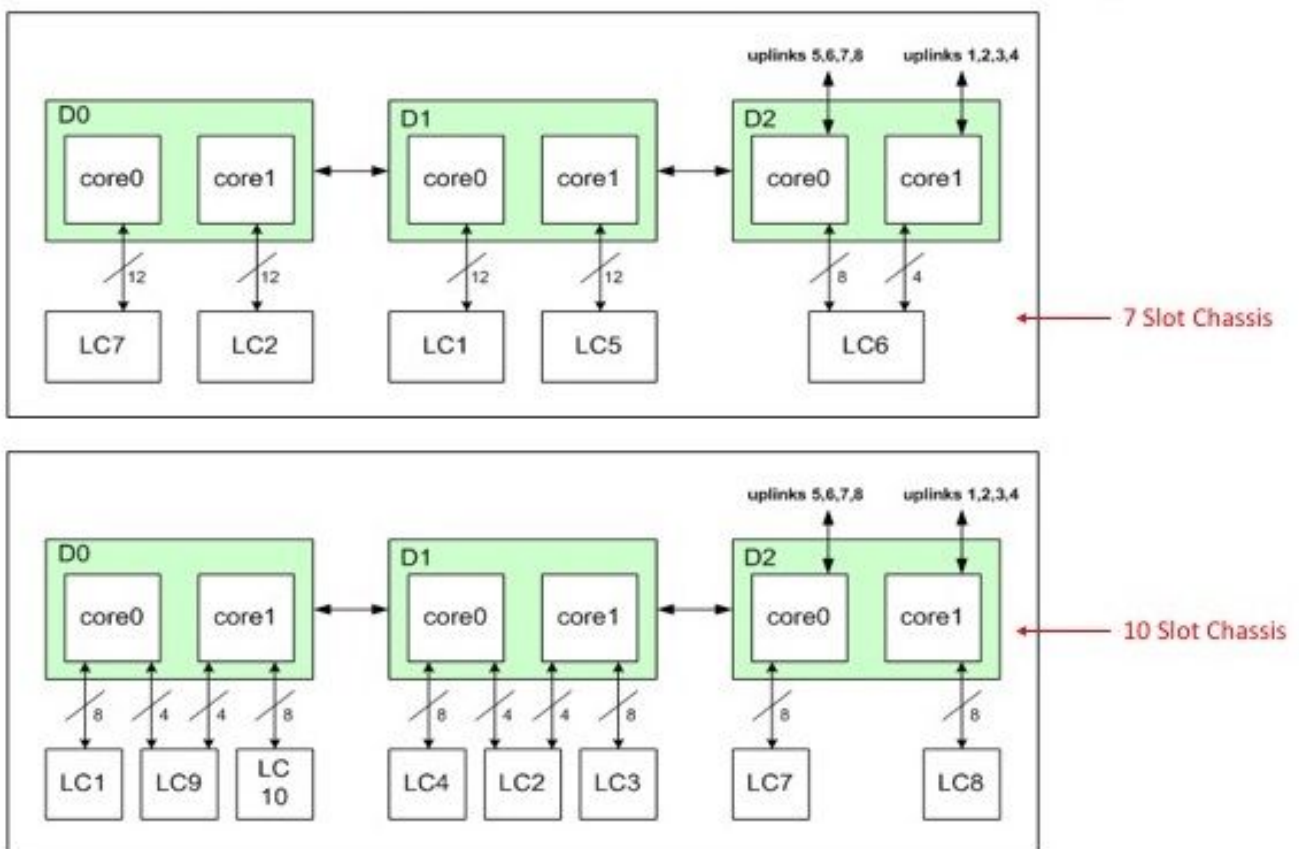 uplinks 5,6,7,8 uplinks 1,2,3,4
D0 D1 D2
core0 core1 core0 core1 core0 core1
12 12 12 12 8 4
LC7 LC2 LC1 LC5 LC6
7 Slot Chassis
uplinks 5,6,7,8 uplinks 1,2,3,4
D0 D1 D2
core0 core1 core0 core1 core0 core1
10 Slot Chassis
8 4 4 8 8 4 4 8 8 8
LC1 LC9 LC
10 LC4 LC2 LC3 LC7 LC8